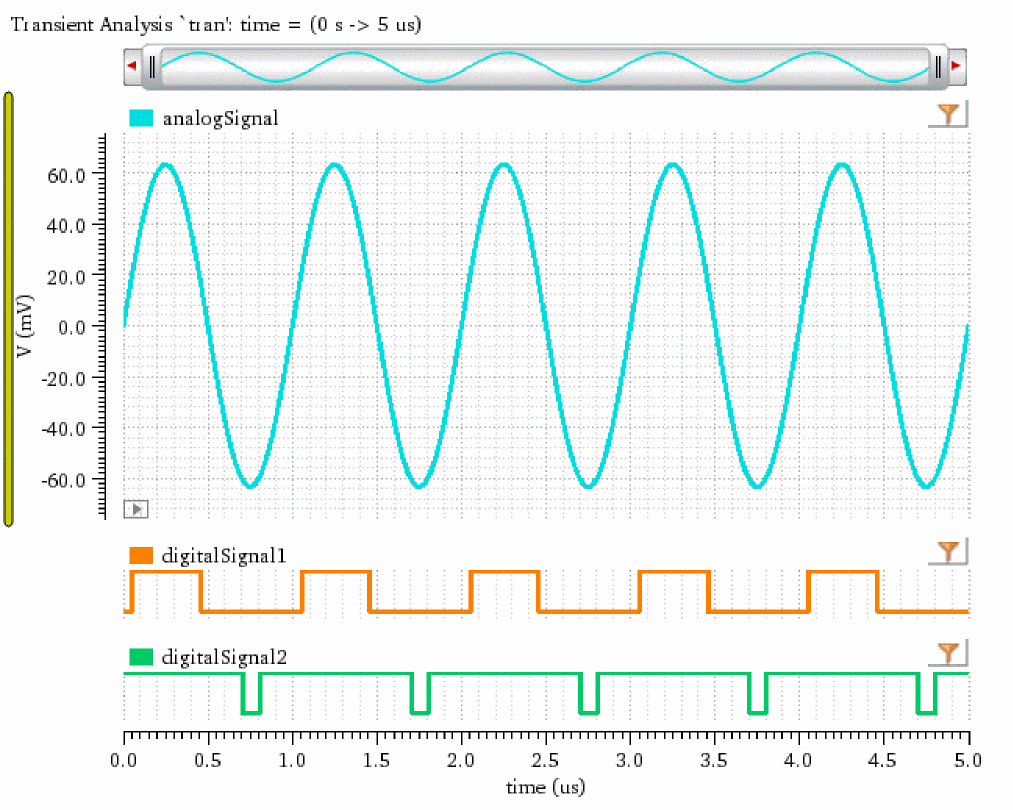 Transient Analysis `tran': time = (0 s -> 5 us)
analogSignal
60.0
40.0
20.0
0.0
-20.0
-40.0
-60.0
V (mV)
digitalSignal1
digitalSignal2
0.0 0.5 1.0 1.5 2.0 2.5 3.0 3.5 4.0 4.5 5.0
time (us)